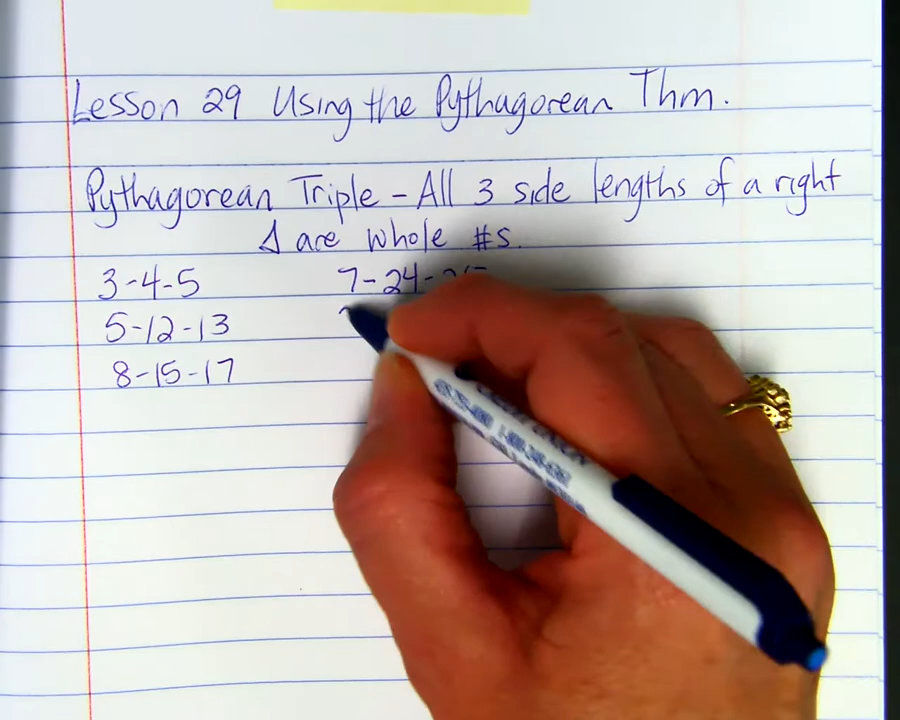 Lesson 29 Using the Pythagorean Thm.
Pythagorean Triple - All 3 side lengths of a right
Δ are whole #s.
3-4-5 7-24-
5-12-13
8-15-17